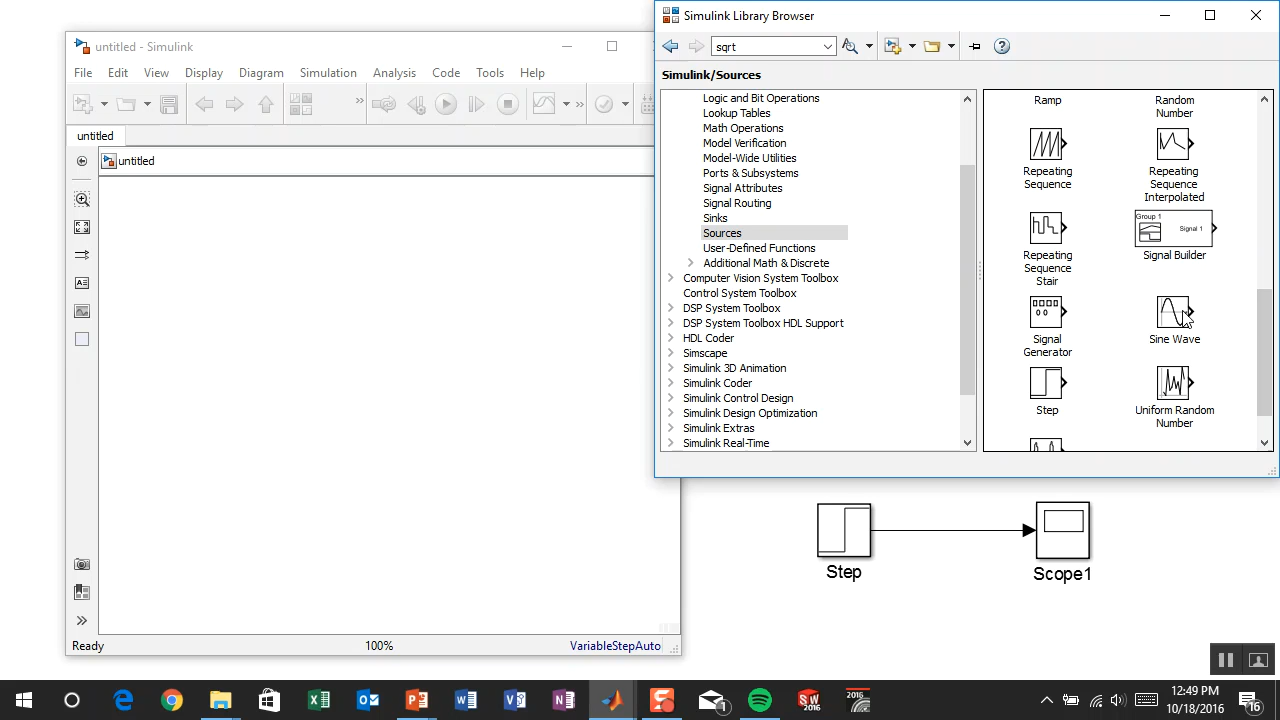 untitled - Simulink
File Edit View Display Diagram Simulation Analysis Code Tools Help
untitled
untitled
Ready 100% VariableStepAuto
Simulink Library Browser
sqrt
Simulink/Sources
Logic and Bit Operations
Lookup Tables
Math Operations
Model Verification
Model-Wide Utilities
Ports & Subsystems
Signal Attributes
Signal Routing
Sinks
Sources
User-Defined Functions
Additional Math & Discrete
Computer Vision System Toolbox
Control System Toolbox
DSP System Toolbox
DSP System Toolbox HDL Support
HDL Coder
Simscape
Simulink 3D Animation
Simulink Coder
Simulink Control Design
Simulink Design Optimization
Simulink Extras
Simulink Real-Time
Ramp
Random
Number
Repeating
Sequence
Repeating
Sequence
Interpolated
Repeating
Sequence
Stair
Group 1
Signal 1
Signal Builder
Signal
Generator
Sine Wave
Step
Uniform Random
Number
Step
Scope1
12:49 PM
10/18/2016
16